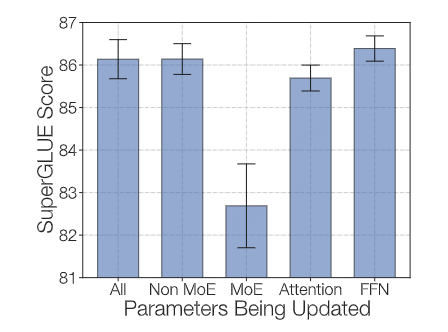 SuperGLUE Score
87
86
85
84
83
82
81
All Non MoE MoE Attention FFN
Parameters Being Updated